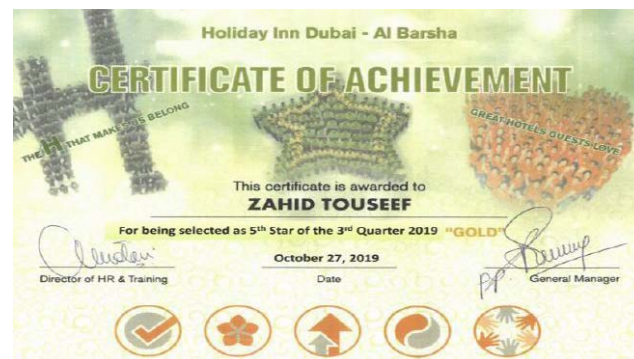 Holiday Inn Dubai - Al Barsha
CERTIFICATE OF ACHIEVEMENT
THE H THAT MAKES US BELONG
GREAT HOTELS GUESTS LOVE
This certificate is awarded to
ZAHID TOUSEEF
For being selected as 5th Star of the 3rd Quarter 2019 "GOLD"
October 27, 2019
Director of HR & Training
Date
General Manager